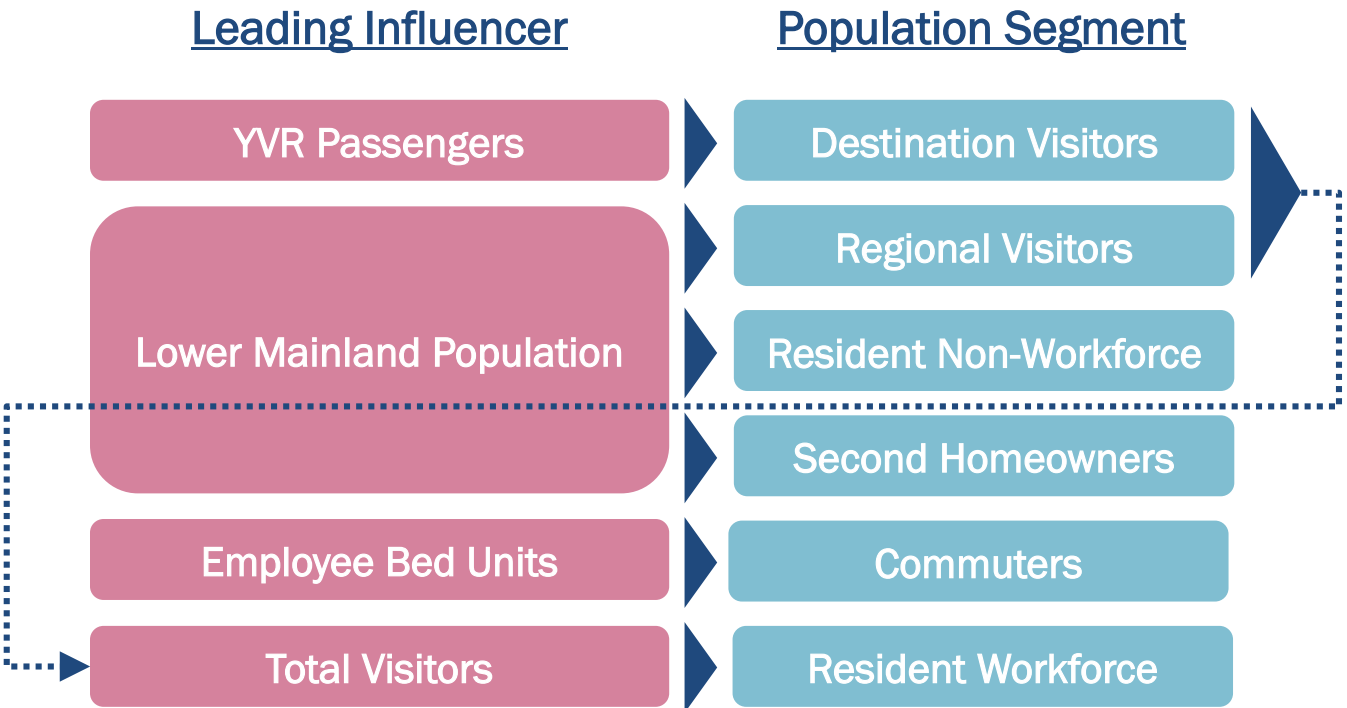 Leading Influencer
Population Segment
YVR Passengers
Destination Visitors
Regional Visitors
Lower Mainland Population
Resident Non-Workforce
Second Homeowners
Employee Bed Units
Commuters
Total Visitors
Resident Workforce